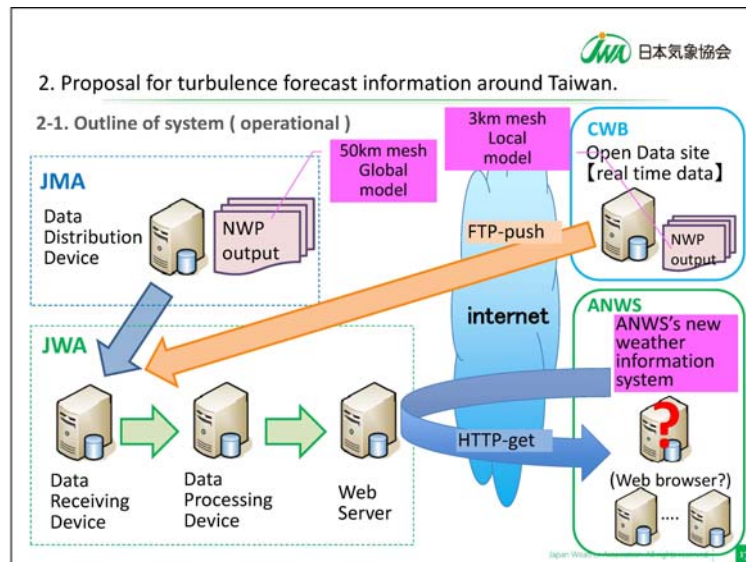 JWA 日本気象協会
2. Proposal for turbulence forecast information around Taiwan.
2-1. Outline of system ( operational )
JMA
Data
Distribution
Device
NWP
output
50km mesh
Global
model
3km mesh
Local
model
CWB
Open Data site
【real time data】
NWP
output
FTP-push
internet
JWA
Data
Receiving
Device
Data
Processing
Device
Web
Server
HTTP-get
ANWS
ANWS's new
weather
information
system
?
(Web browser?)
....